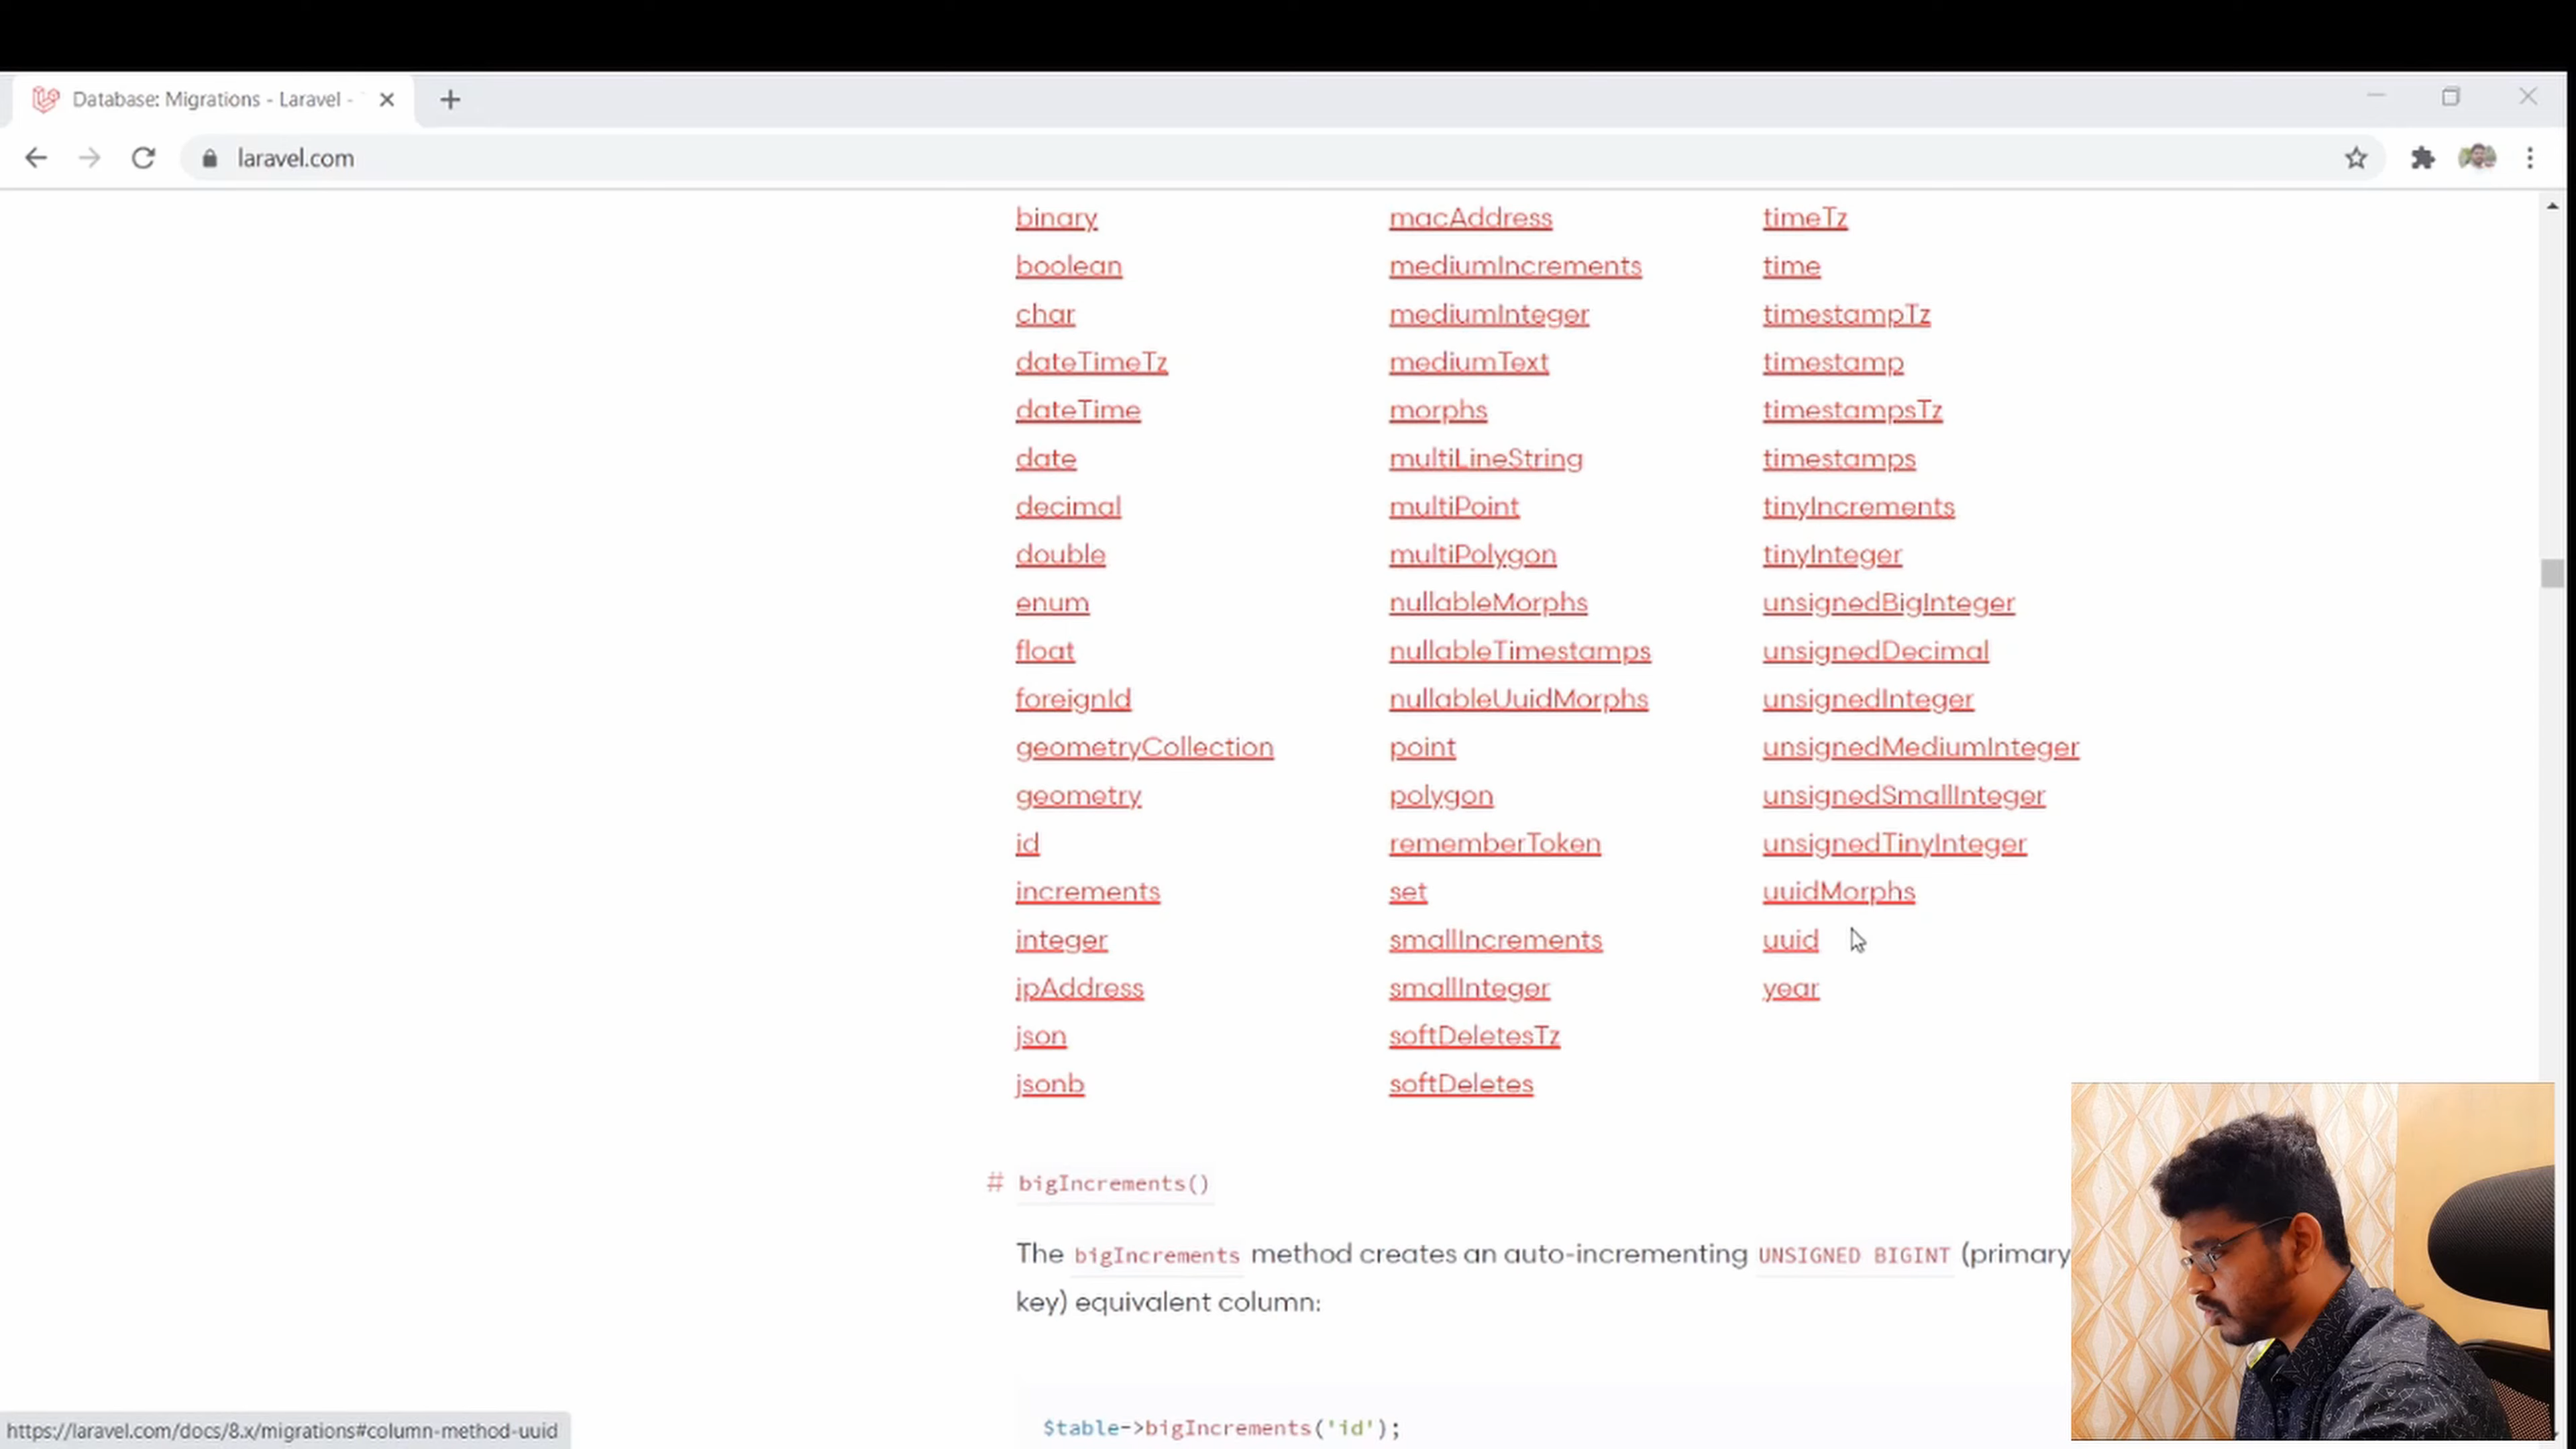 Database: Migrations - Laravel -
laravel.com
binary
boolean
char
dateTimeTz
dateTime
date
decimal
double
enum
float
foreignId
geometryCollection
geometry
id
increments
integer
ipAddress
json
jsonb
macAddress
mediumIncrements
mediumInteger
mediumText
morphs
multiLineString
multiPoint
multiPolygon
nullableMorphs
nullableTimestamps
nullableUuidMorphs
point
polygon
rememberToken
set
smallIncrements
smallInteger
softDeletesTz
softDeletes
timeTz
time
timestampTz
timestamp
timestampsTz
timestamps
tinyIncrements
tinyInteger
unsignedBigInteger
unsignedDecimal
unsignedInteger
unsignedMediumInteger
unsignedSmallInteger
unsignedTinyInteger
uuidMorphs
uuid
year
# bigIncrements()
The bigIncrements method creates an auto-incrementing UNSIGNED BIGINT (primary
key) equivalent column:
$table->bigIncrements('id');
https://laravel.com/docs/8.x/migrations#column-method-uuid